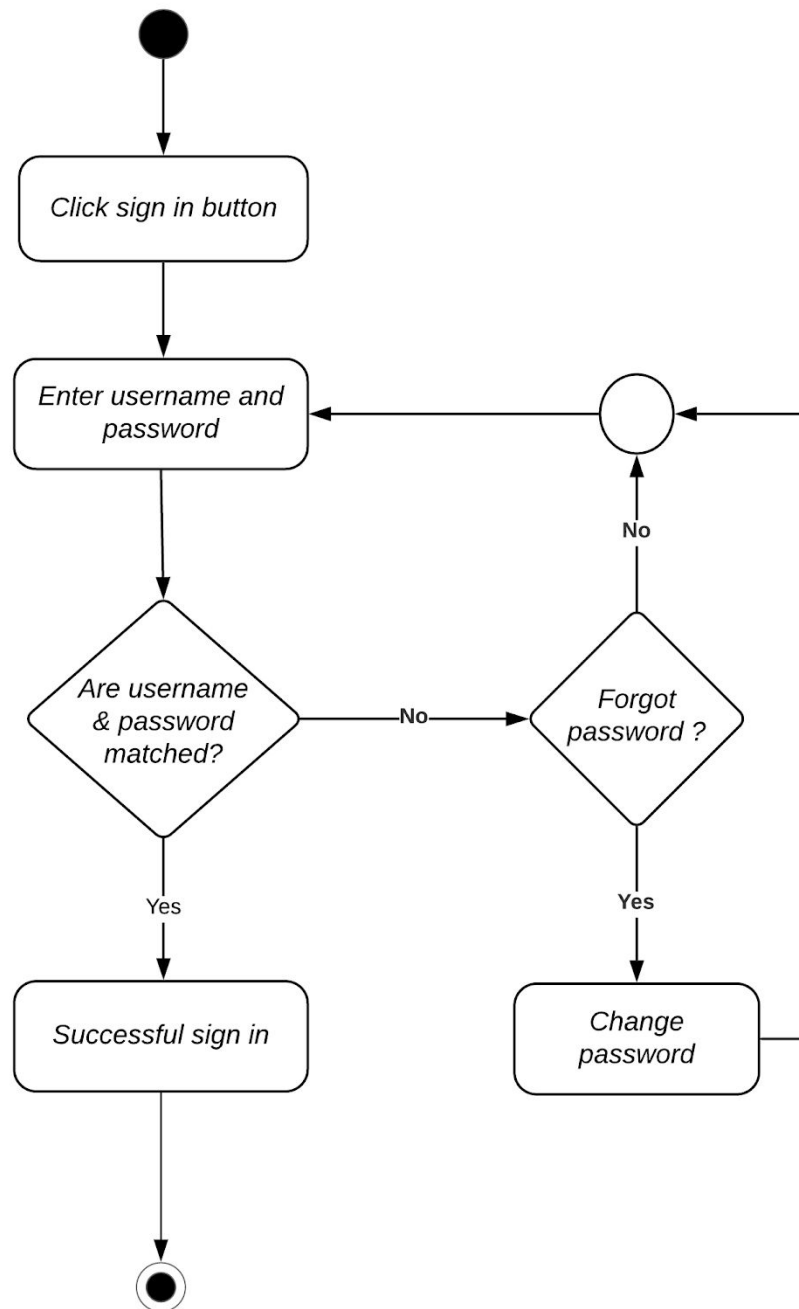 Click sign in button
Enter username and
password
No
Are username
& password
matched?
No
Forgot
password ?
Yes
Yes
Successful sign in
Change
password